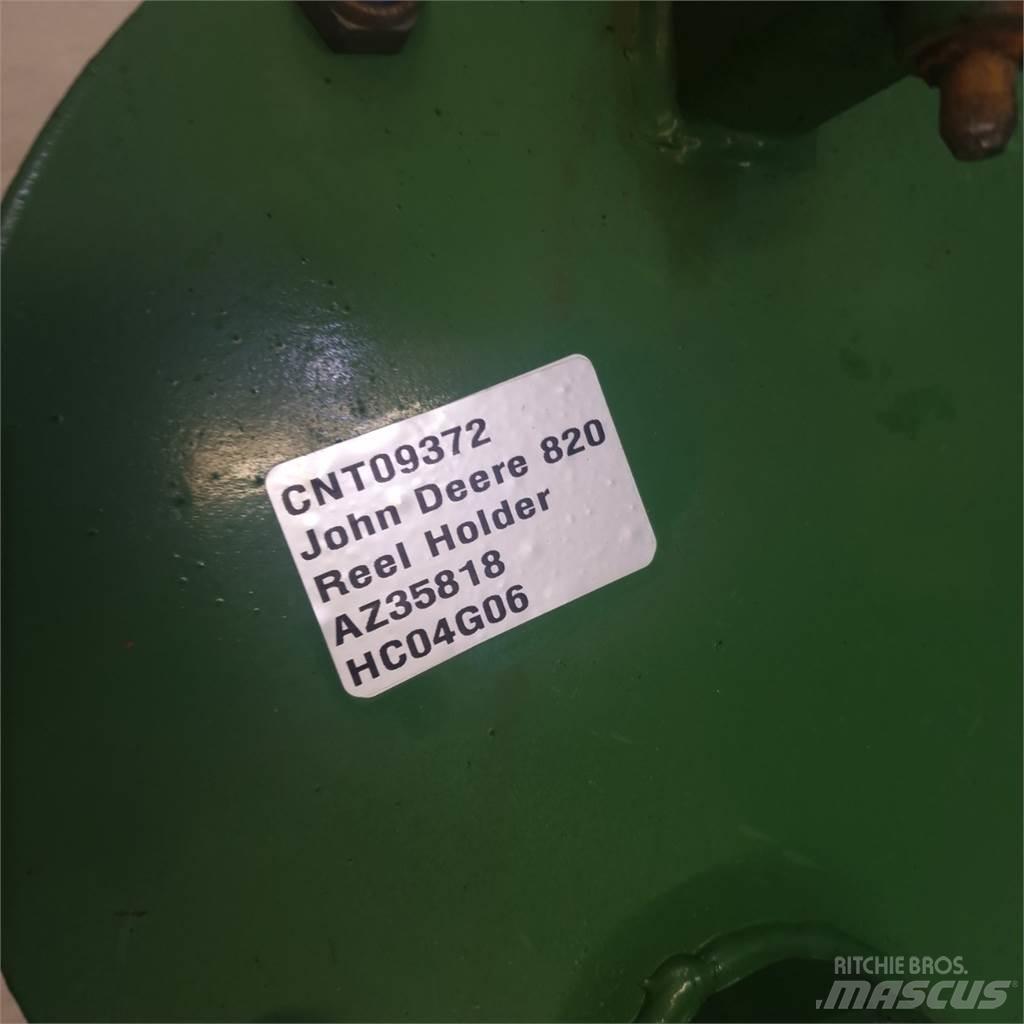 CNT09372
John Deere 820
Reel Holder
AZ35818
HC04G06
RITCHIE BROS.
MASCUS